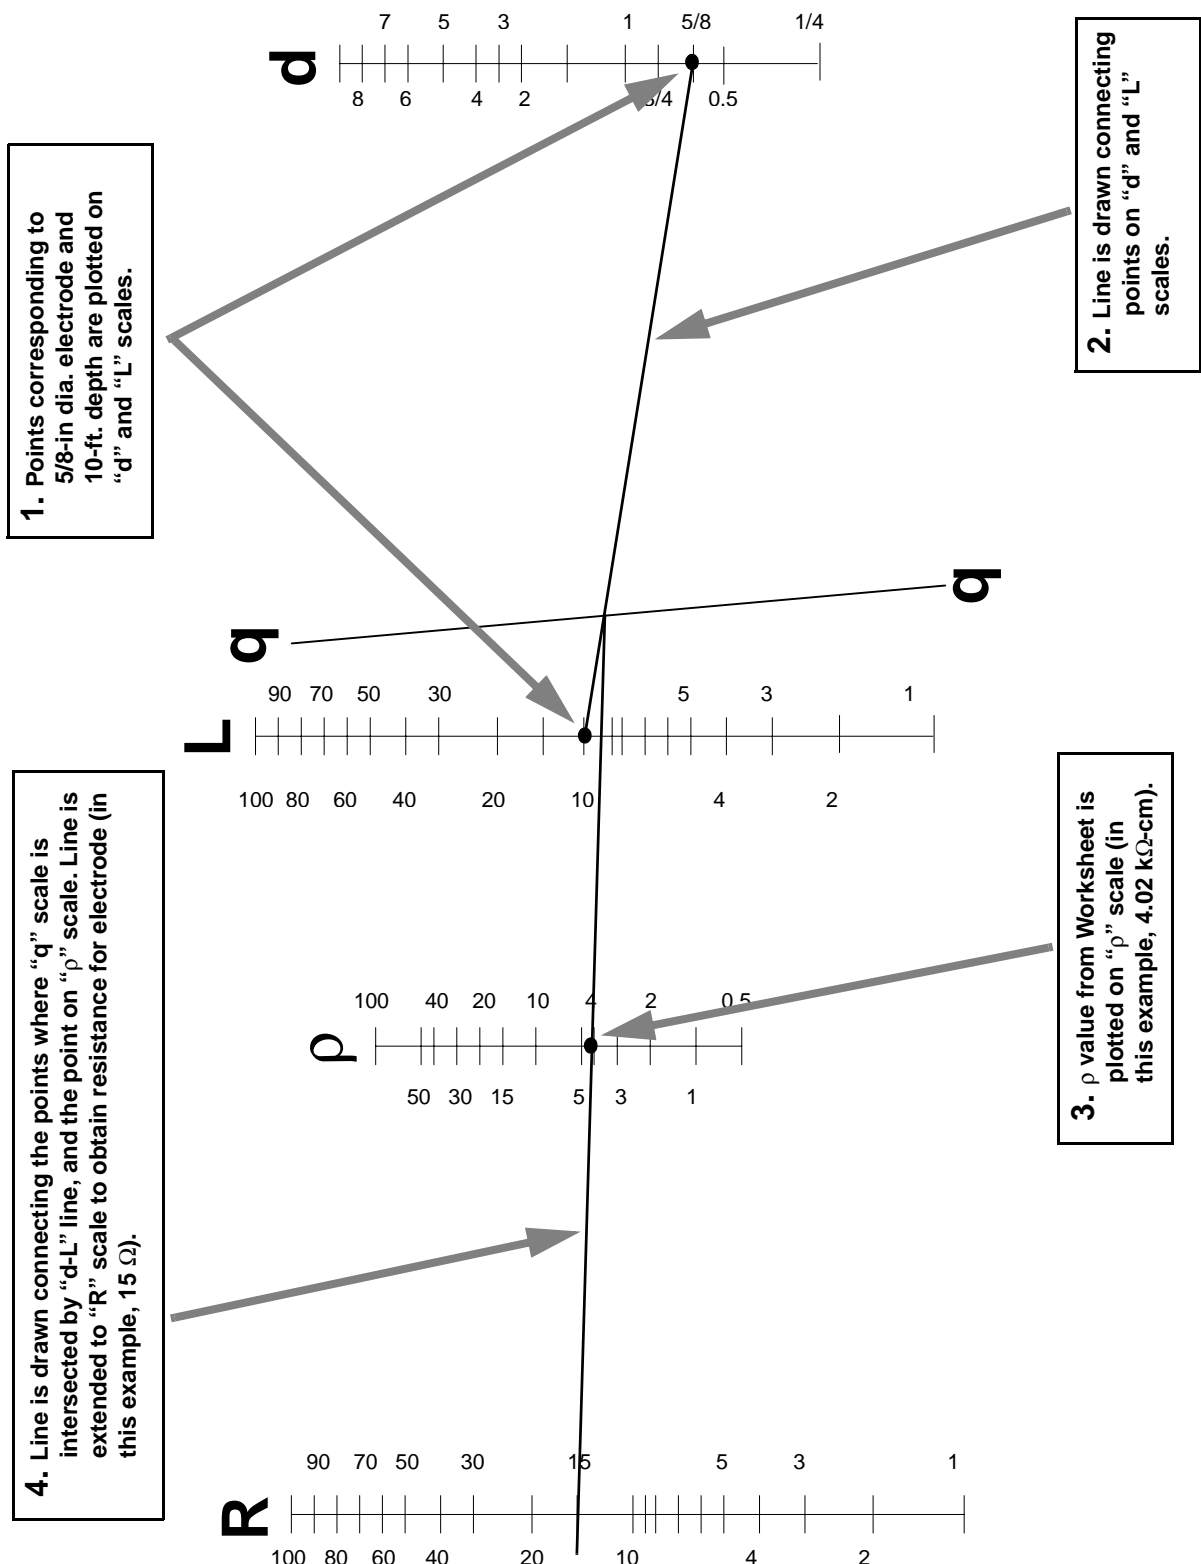 d
7 5 3 1 5/8 1/4
8 6 4 2 3/4 0.5
1. Points corresponding to
5/8-in dia. electrode and
10-ft. depth are plotted on
“d” and “L” scales.
2. Line is drawn connecting
points on “d” and “L”
scales.
q
q
L
90 70 50 30 5 3 1
100 80 60 40 20 10 4 2
4. Line is drawn connecting the points where “q” scale is
intersected by “d-L” line, and the point on “ρ” scale. Line is
extended to “R” scale to obtain resistance for electrode (in
this example, 15 Ω).
3. ρ value from Worksheet is
plotted on “ρ” scale (in
this example, 4.02 kΩ-cm).
ρ
100 40 20 10 4 2 0.5
50 30 15 5 3 1
R
90 70 50 30 15 5 3 1
100 80 60 40 20 10 4 2